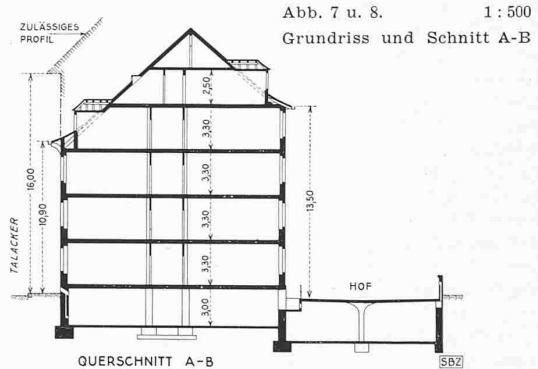 Abb. 7 u. 8. 1 : 500
Grundriss und Schnitt A-B
ZULÄSSIGES
PROFIL
2,50
3,30
3,30
16,00
10,90
3,30
13,50
TALACKER
3,30
HOF
3,00
QUERSCHNITT A-B
SBZ